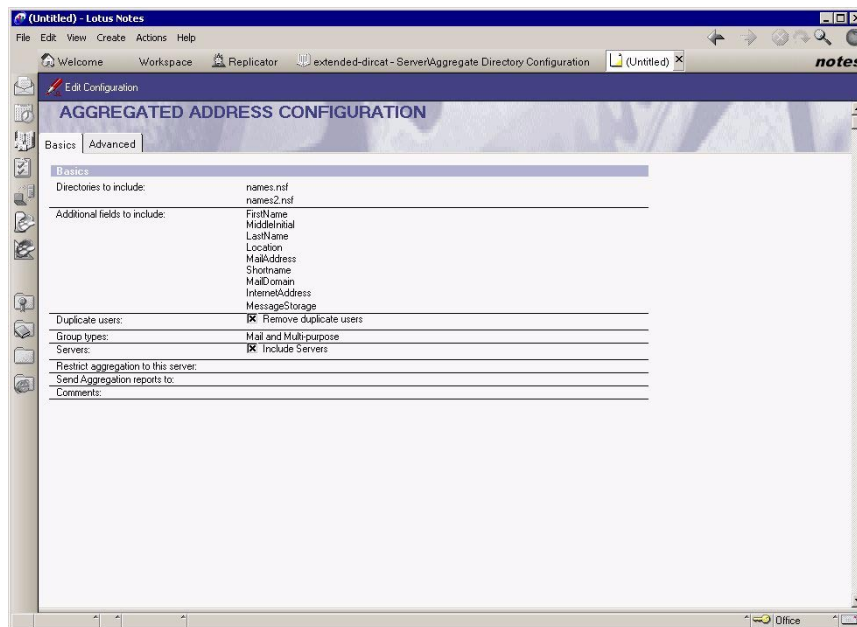 (Untitled) - Lotus Notes
File Edit View Create Actions Help
Welcome Workspace Replicator extended-dircat - Server\Aggregate Directory Configuration (Untitled)
notes
Edit Configuration
AGGREGATED ADDRESS CONFIGURATION
Basics Advanced
Basics
Directories to include: names.nsf
names2.nsf
Additional fields to include: FirstName
MiddleInitial
LastName
Location
MailAddress
Shortname
MailDomain
InternetAddress
MessageStorage
Duplicate users: Remove duplicate users
Group types: Mail and Multi-purpose
Servers: Include Servers
Restrict aggregation to this server:
Send Aggregation reports to:
Comments:
Office